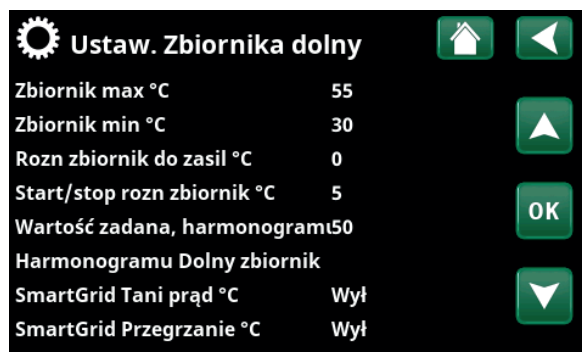 Ustaw. Zbiornika dolny
Zbiornik max °C 55
Zbiornik min °C 30
Rozn zbiornik do zasil °C 0
Start/stop rozn zbiornik °C 5
Wartość zadana, harmonogramu 50
Harmonogramu Dolny zbiornik
OK
SmartGrid Tani prąd °C Wył
SmartGrid Przegrzanie °C Wył